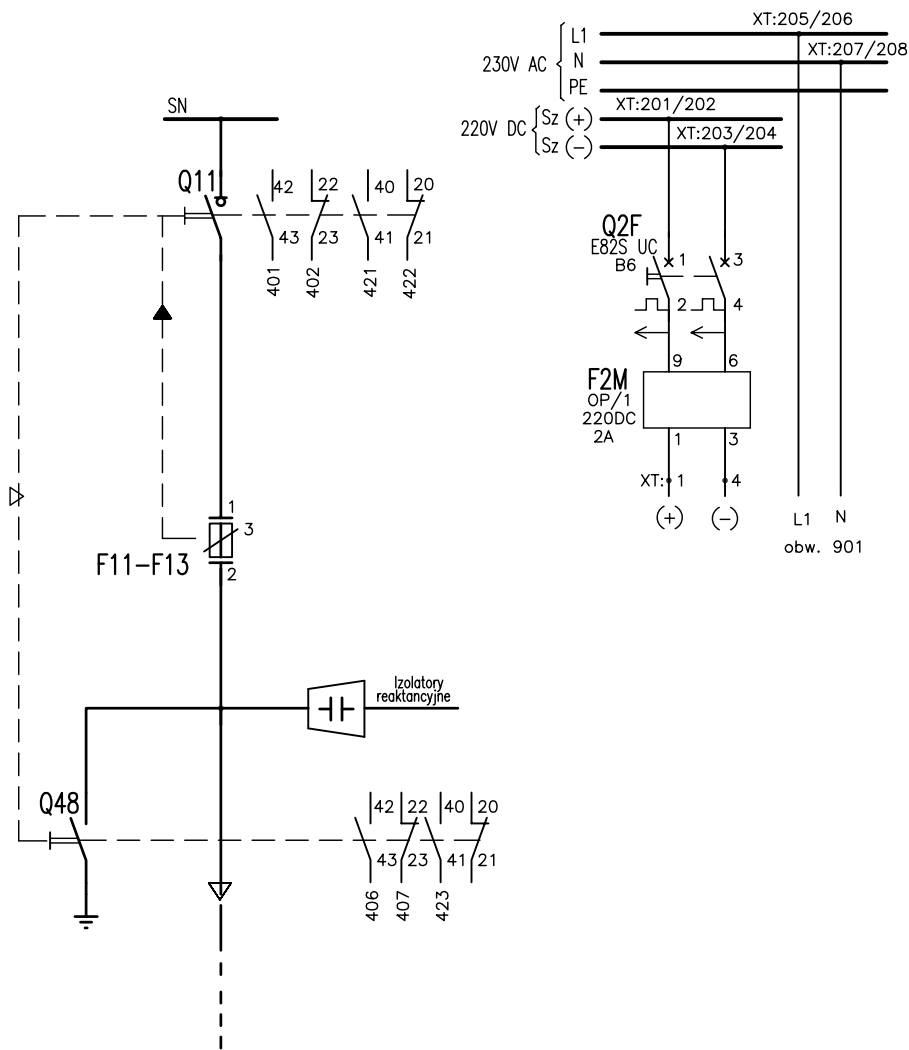 XT:205/206
L1
XT:207/208
230V AC
N
PE
SN
XT:201/202
220V DC
Sz (+)
XT:203/204
Sz (−)
Q11
42
22
40
20
43
23
41
21
401
402
421
422
Q2F
E82S UC
B6
1
3
2
4
9
6
F2M
OP/1
220DC
2A
1
3
XT:
1
4
(+)
(−)
L1
N
obw. 901
1
3
F11−F13
2
Izolatory
reaktancyjne
Q48
42
22
40
20
43
23
41
21
406
407
423